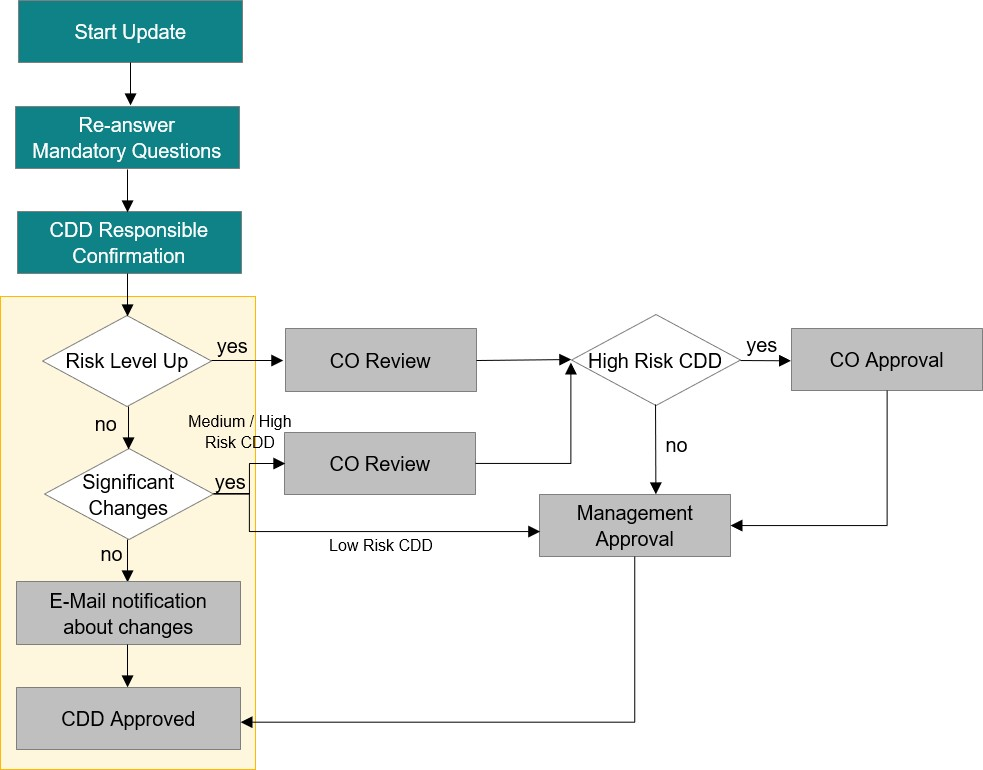 Start Update
Re-answer
Mandatory Questions
CDD Responsible
Confirmation
Risk Level Up
yes
CO Review
High Risk CDD
yes
CO Approval
no
Medium / High
Risk CDD
CO Review
no
Significant
Changes
yes
Management
Approval
Low Risk CDD
no
E-Mail notification
about changes
CDD Approved